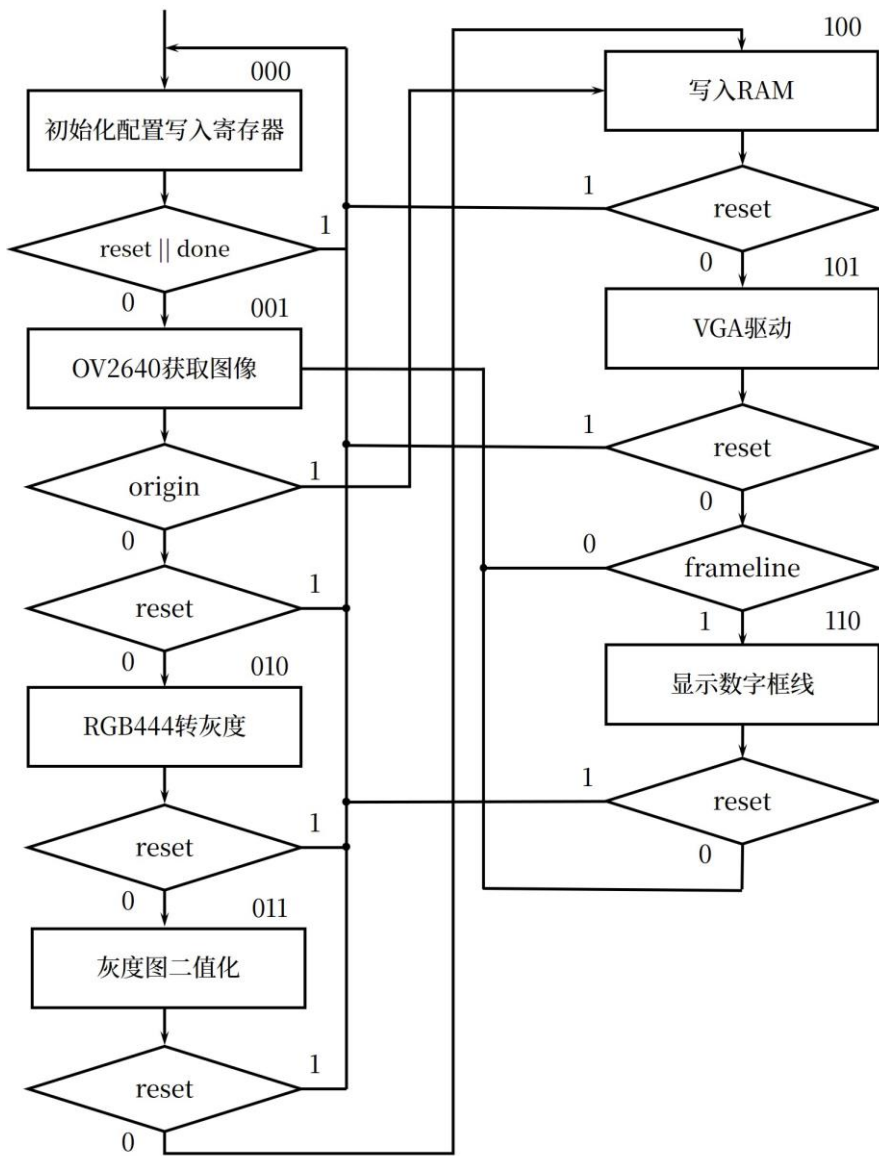 000
初始化配置写入寄存器
reset || done
1
0
001
OV2640获取图像
origin
1
0
reset
1
0
010
RGB444转灰度
reset
1
0
011
灰度图二值化
reset
1
0
100
写入RAM
1
reset
0
101
VGA驱动
1
reset
0
0
frameline
1
110
显示数字框线
1
reset
0